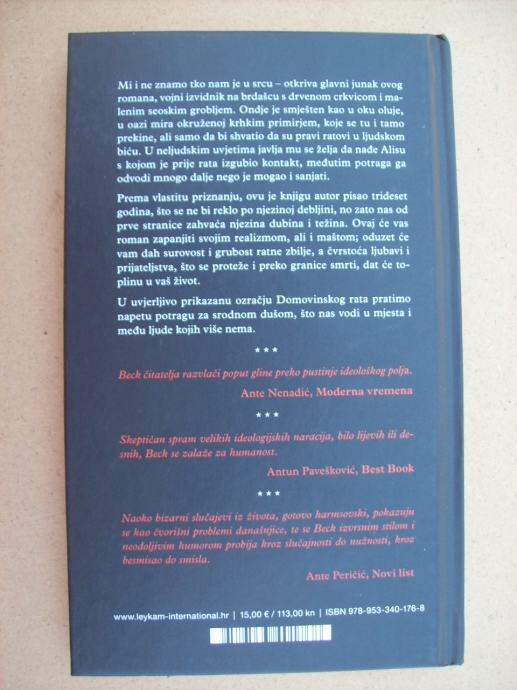 Mi i ne znamo tko nam je u srcu – otkriva glavni junak ovog
romana, vojni izvidnik na brdašcu s drvenom crkvicom i ma-
lenim seoskim grobljem. Ondje je smješten kao u oku oluje,
u oazi mira okruženoj krhkim primirjem, koje se tu i tamo
prekine, ali samo da bi shvatio da su pravi ratovi u ljudskom
biću. U neljudskim uvjetima javlja mu se želja da nađe Alisu
s kojom je prije rata izgubio kontakt, međutim potraga ga
odvodi mnogo dalje nego je mogao i sanjati.
Prema vlastitu priznanju, ovu je knjigu autor pisao trideset
godina, što se ne bi reklo po njezinoj debljini, no zato nas od
prve stranice zahvaća njezina dubina i težina. Ovaj će vas
roman zapanjiti svojim realizmom, ali i maštom; oduzet će
vam dah surovost i grubost ratne zbilje, a čvrstoća ljubavi i
prijateljstva, što se proteže i preko granice smrti, dat će to-
plinu u vaš život.
U uvjerljivo prikazanu ozračju Domovinskog rata pratimo
napetu potragu za srodnom dušom, što nas vodi u mjesta i
među ljude kojih više nema.
***
Beck čitatelja razvlači poput gline preko pustinje ideološkog polja.
Ante Nenadić, Moderna vremena
***
Skeptičan spram velikih ideologijskih naracija, bilo lijevih ili de-
snih, Beck se zalaže za humanost.
Antun Pavešković, Best Book
***
Naoko bizarni slučajevi iz života, gotovo harmsovski, pokazuju
se kao čvorišni problemi današnjice, te se Beck izvrsnim stilom i
neodoljivim humorom probija kroz slučajnosti do nužnosti, kroz
besmisao do smisla.
Ante Peričić, Novi list
www.leykam-international.hr | 15,00 € / 113,00 kn | ISBN 978-953-340-176-8